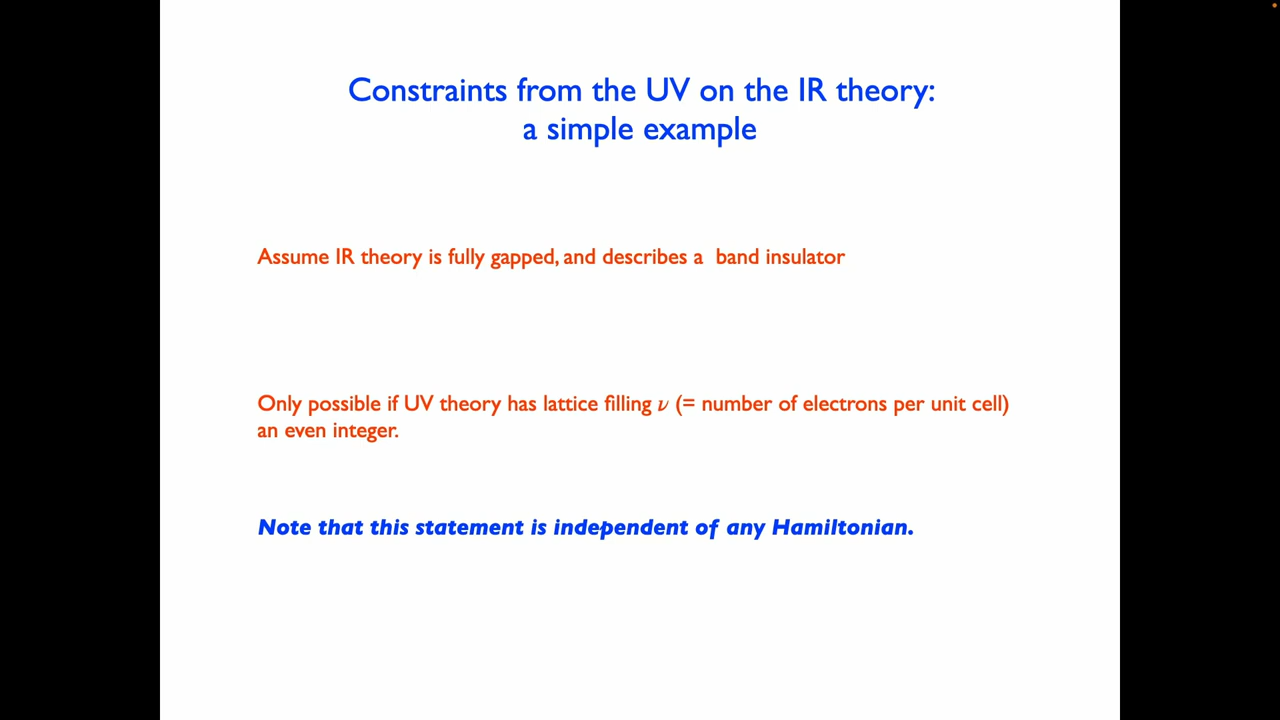 Constraints from the UV on the IR theory:
a simple example
Assume IR theory is fully gapped, and describes a band insulator
Only possible if UV theory has lattice filling ν (= number of electrons per unit cell)
an even integer.
Note that this statement is independent of any Hamiltonian.